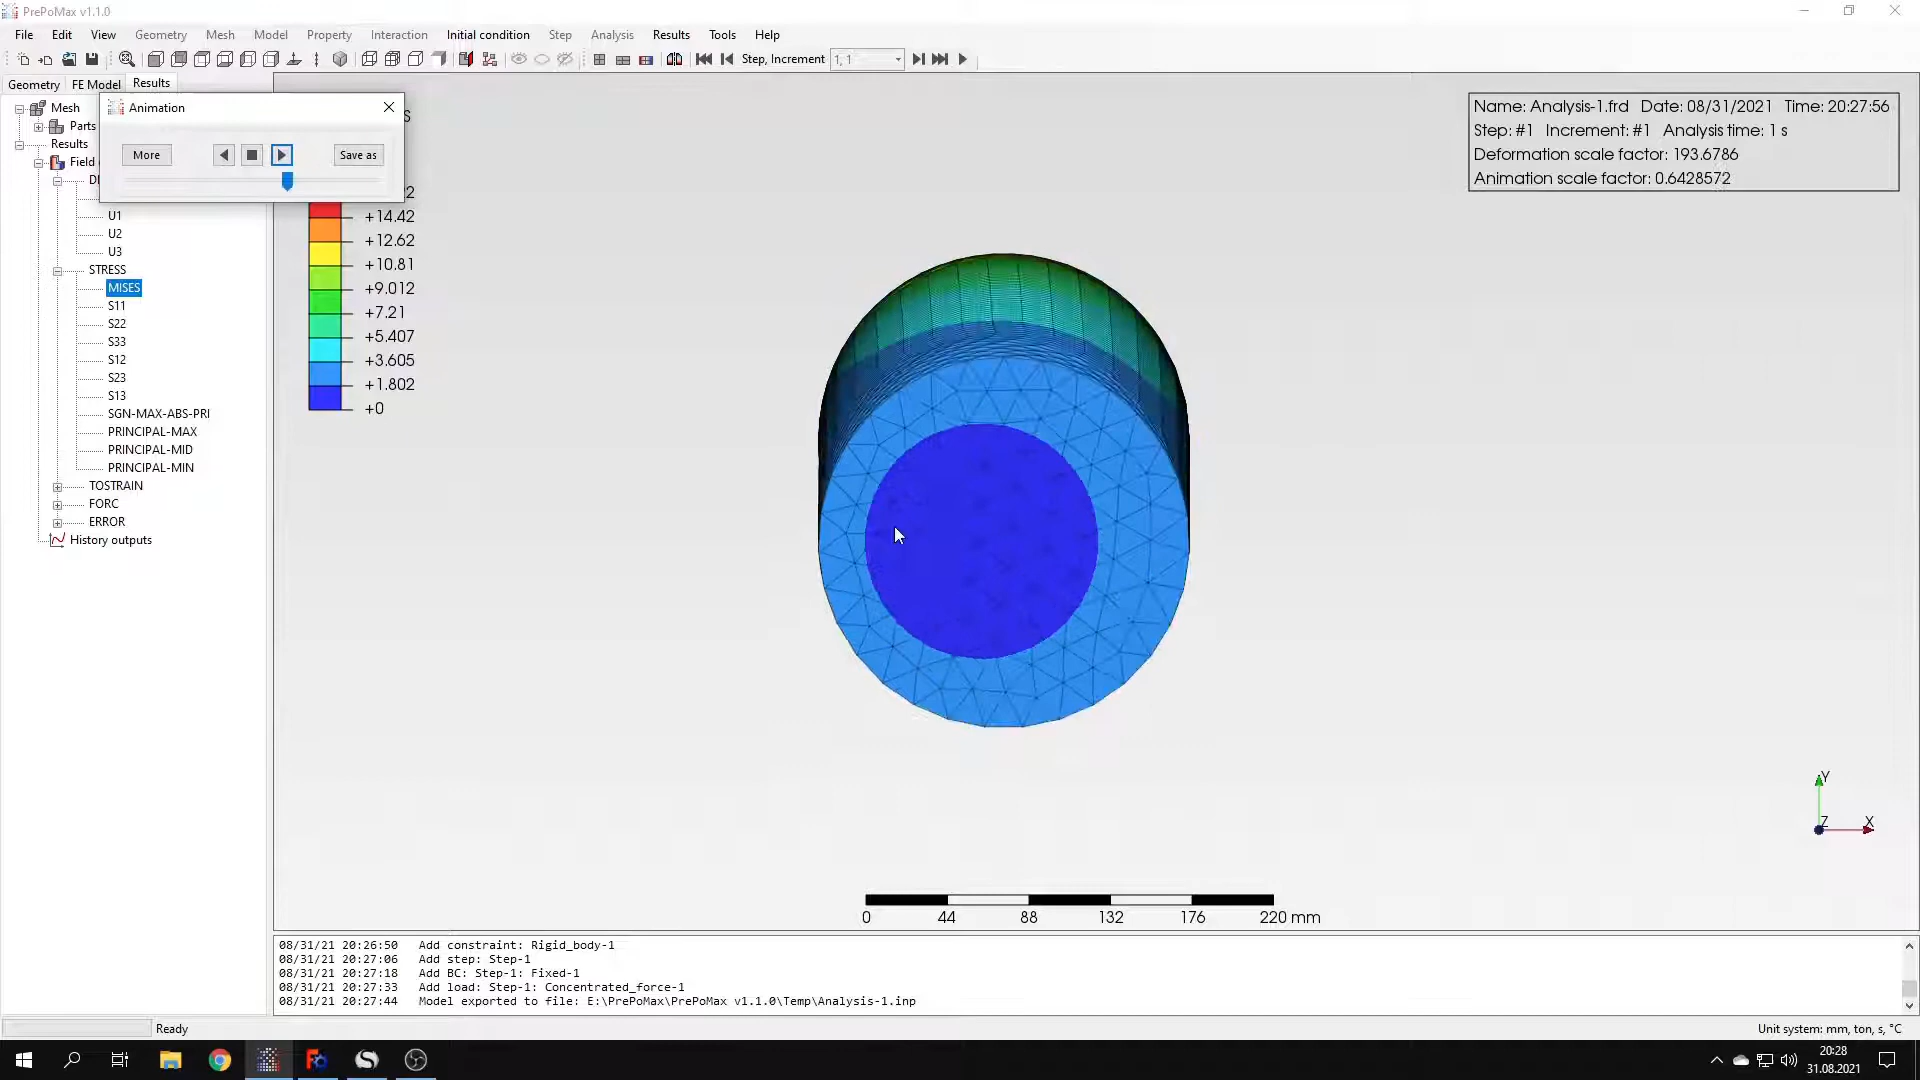 PrePoMax v1.1.0
File Edit View Geometry Mesh Model Property Interaction Initial condition Step Analysis Results Tools Help
Step, Increment 1, 1
Geometry FE Model Results
Mesh
Parts
Results
Field
DI
U1
U2
U3
STRESS
MISES
S11
S22
S33
S12
S23
S13
SGN-MAX-ABS-PRI
PRINCIPAL-MAX
PRINCIPAL-MID
PRINCIPAL-MIN
TOSTRAIN
FORC
ERROR
History outputs
Animation
More
Save as
S
2
+14.42
+12.62
+10.81
+9.012
+7.21
+5.407
+3.605
+1.802
+0
Name: Analysis-1.frd Date: 08/31/2021 Time: 20:27:56
Step: #1 Increment: #1 Analysis time: 1 s
Deformation scale factor: 193.6786
Animation scale factor: 0.6428572
Y
Z X
0 44 88 132 176 220 mm
08/31/21 20:26:50 Add constraint: Rigid_body-1
08/31/21 20:27:06 Add step: Step-1
08/31/21 20:27:18 Add BC: Step-1: Fixed-1
08/31/21 20:27:33 Add load: Step-1: Concentrated_force-1
08/31/21 20:27:44 Model exported to file: E:\PrePoMax\PrePoMax v1.1.0\Temp\Analysis-1.inp
Ready
Unit system: mm, ton, s, °C
20:28
31.08.2021